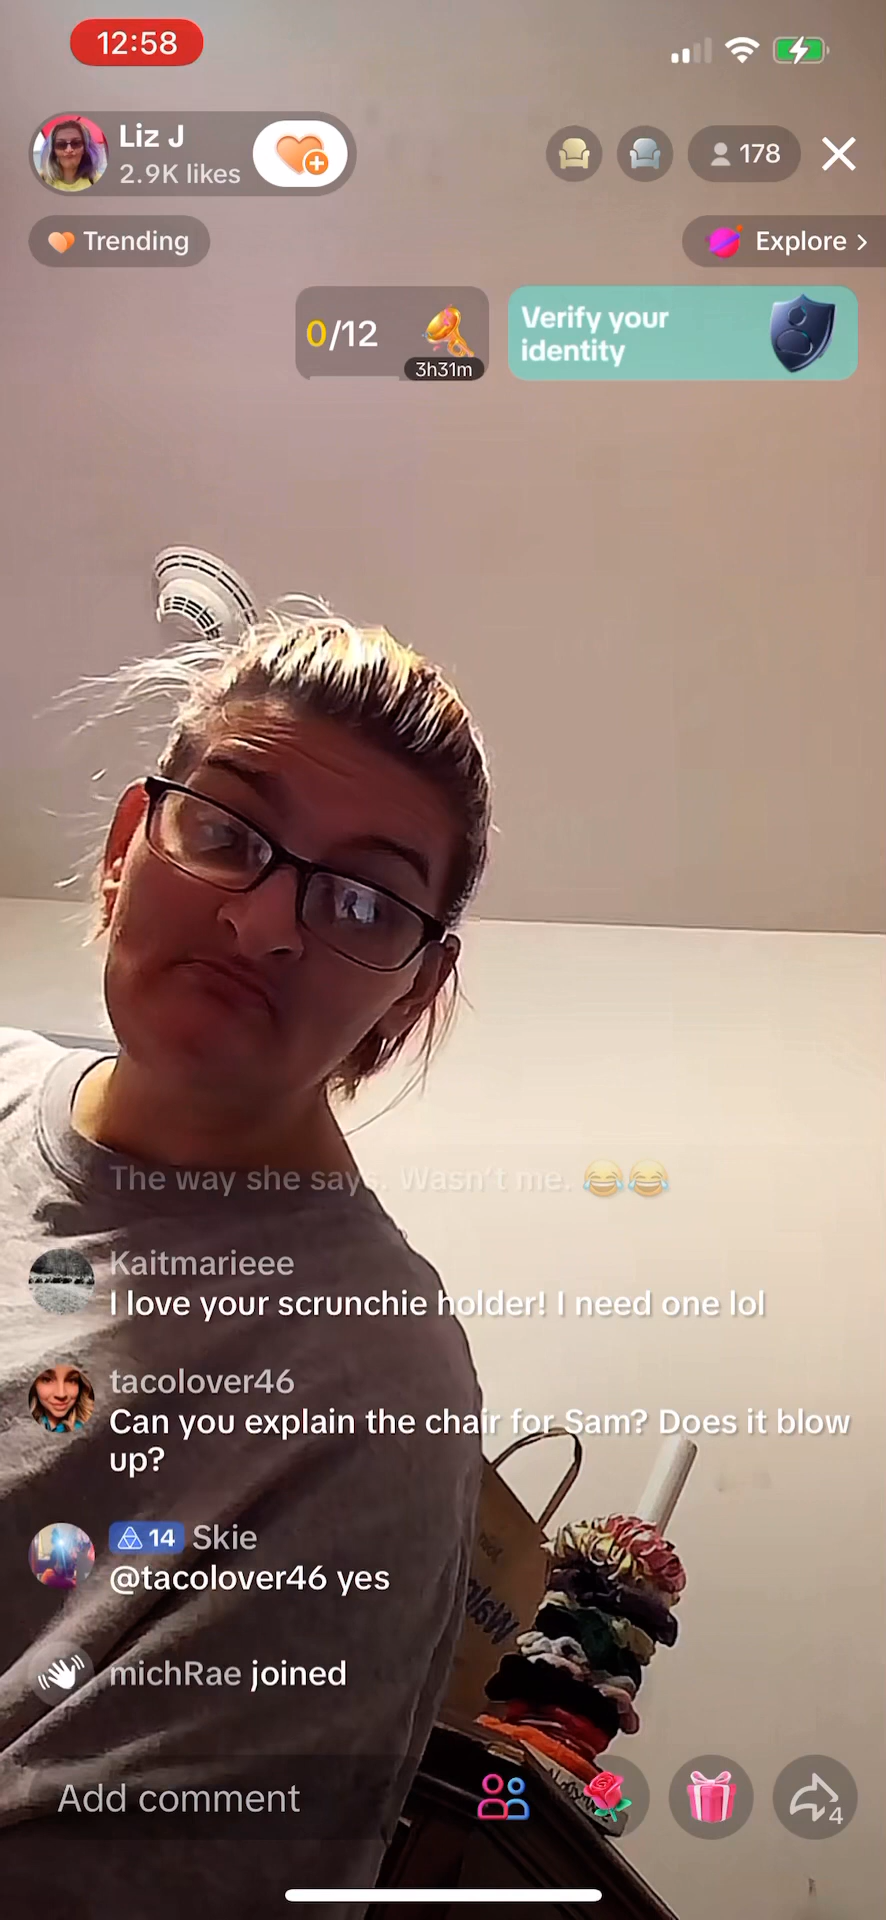 12:58
Liz J
2.9K likes
178
Trending
Explore >
0/12
3h31m
Verify your
identity
The way she says. Wasn't me. 😂😂
Kaitmarieee
I love your scrunchie holder! I need one lol
tacolover46
Can you explain the chair for Sam? Does it blow
up?
14 Skie
@tacolover46 yes
michRae joined
Add comment
4